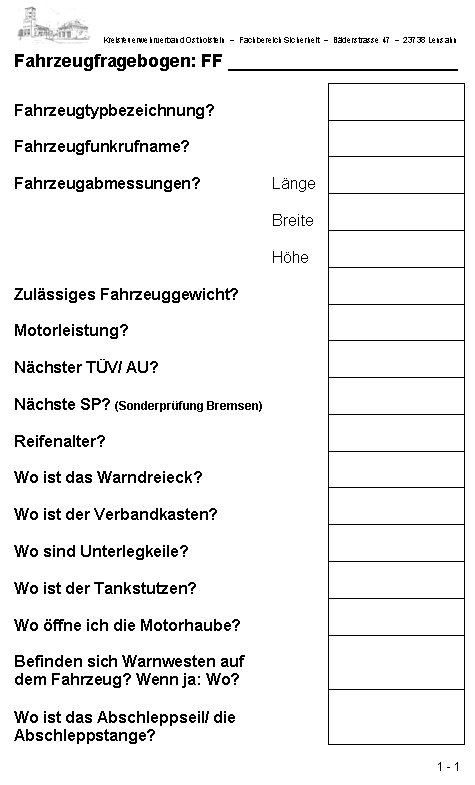 Kreisfeuerwehrverband Ostholstein – Fachbereich Sicherheit – Bäderstrasse 47 – 23738 Lensahn
Fahrzeugfragebogen: FF
Fahrzeugtypbezeichnung?
Fahrzeugfunkrufname?
Fahrzeugabmessungen? Länge
Breite
Höhe
Zulässiges Fahrzeuggewicht?
Motorleistung?
Nächster TÜV/ AU?
Nächste SP? (Sonderprüfung Bremsen)
Reifenalter?
Wo ist das Warndreieck?
Wo ist der Verbandkasten?
Wo sind Unterlegkeile?
Wo ist der Tankstutzen?
Wo öffne ich die Motorhaube?
Befinden sich Warnwesten auf
dem Fahrzeug? Wenn ja: Wo?
Wo ist das Abschleppseil/ die
Abschleppstange?
1 - 1